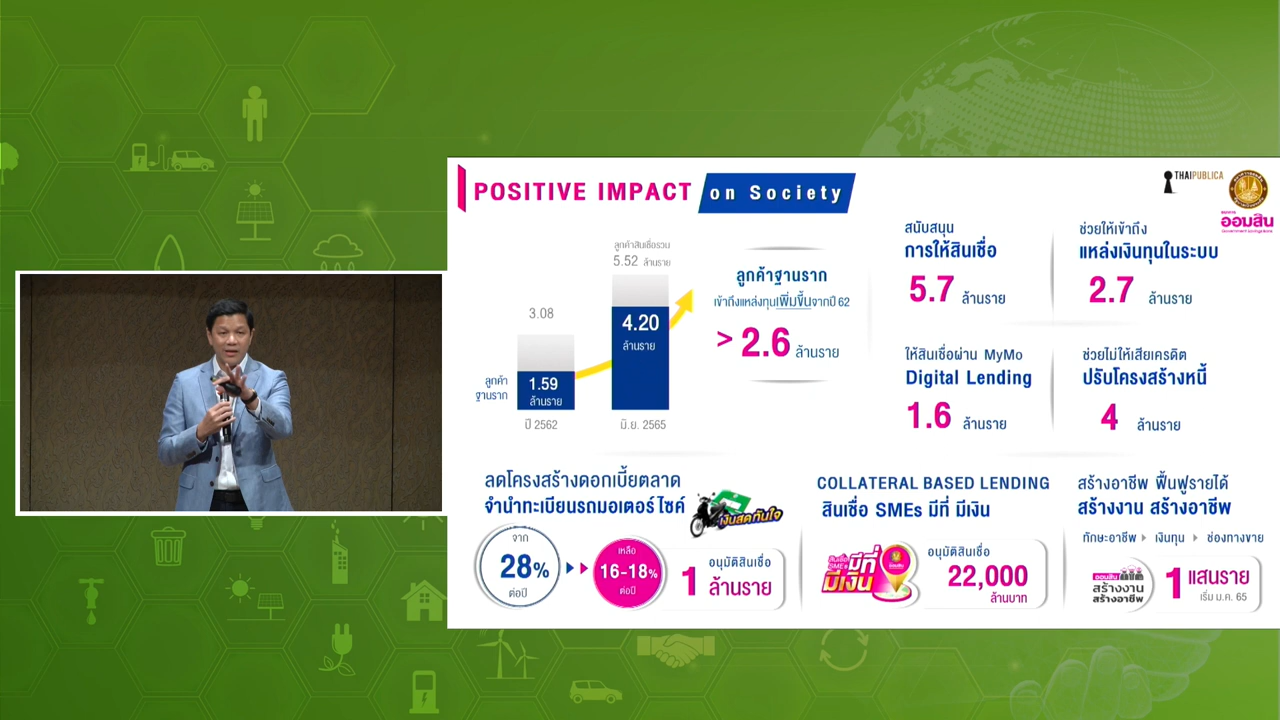 POSITIVE IMPACT on Society
THAIPUBLICA
ออมสิน
ลูกค้าสินเชื่อรวม
5.52 ล้านราย
3.08
4.20
ล้านราย
1.59
ล้านราย
ลูกค้า
ฐานราก
ปี 2562
มิ.ย. 2565
ลูกค้าฐานราก
เข้าถึงแหล่งทุนเพิ่มขึ้นจากปี 62
> 2.6 ล้านราย
สนับสนุน
การให้สินเชื่อ
5.7 ล้านราย
ช่วยให้เข้าถึง
แหล่งเงินทุนในระบบ
2.7 ล้านราย
ให้สินเชื่อผ่าน MyMo
Digital Lending
1.6 ล้านราย
ช่วยไม่ให้เสียเครดิต
ปรับโครงสร้างหนี้
4 ล้านราย
ลดโครงสร้างดอกเบี้ยตลาด
จำนำทะเบียนรถมอเตอร์ไซค์
เงินสดทันใจ
จาก
28%
ต่อปี
เหลือ
16-18%
ต่อปี
อนุมัติสินเชื่อ
1 ล้านราย
COLLATERAL BASED LENDING
สินเชื่อ SMEs มีที่ มีเงิน
สินเชื่อ
SMEs
มีที่
มีเงิน
อนุมัติสินเชื่อ
22,000
ล้านบาท
สร้างอาชีพ ฟื้นฟูรายได้
สร้างงาน สร้างอาชีพ
ทักษะอาชีพ เงินทุน ช่องทางขาย
ออมสิน
สร้างงาน
สร้างอาชีพ
1 แสนราย
เริ่ม ม.ค. 65